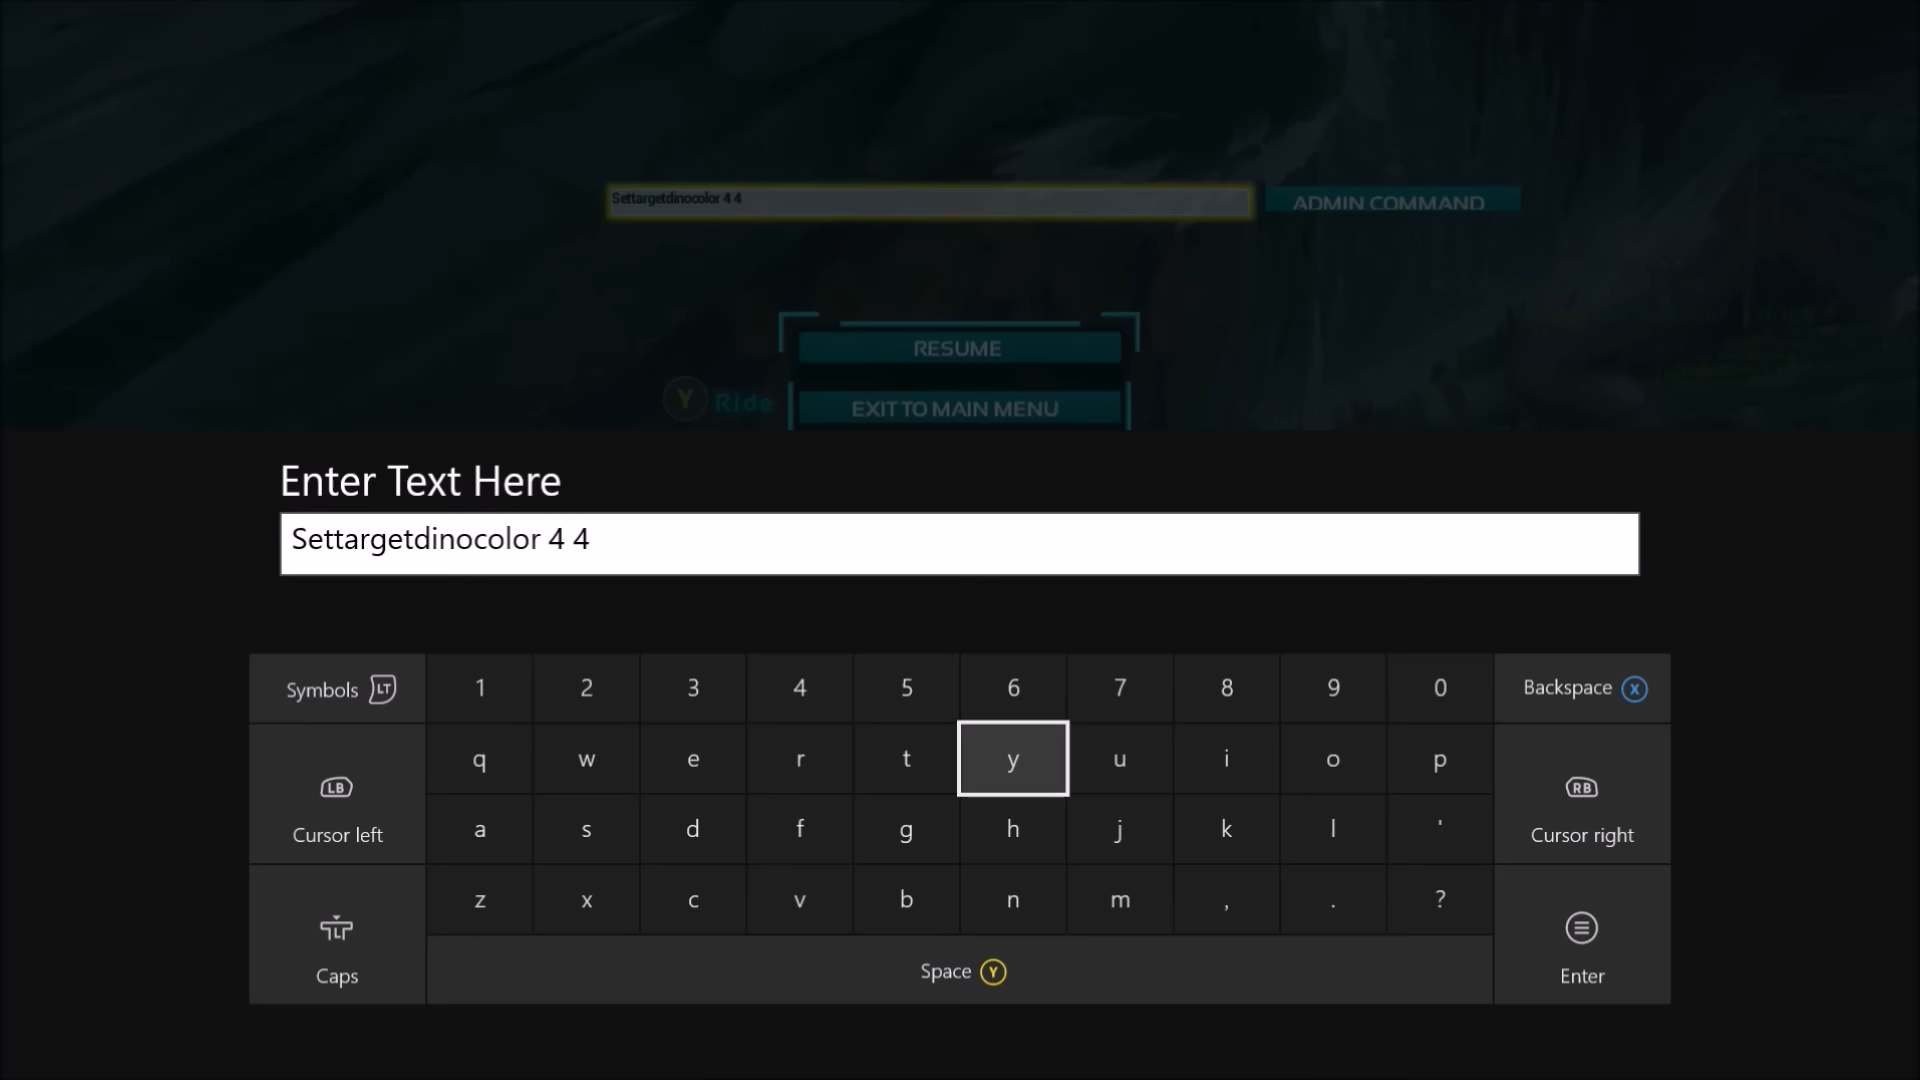 Settargetdinocolor 4 4
ADMIN COMMAND
RESUME
Y Ride
EXIT TO MAIN MENU
Enter Text Here
Settargetdinocolor 4 4
Symbols LT 1 2 3 4 5 6 7 8 9 0 Backspace X
q w e r t y u i o p
LB RB
Cursor left a s d f g h j k l ' Cursor right
z x c v b n m , . ?
Caps Space Y Enter